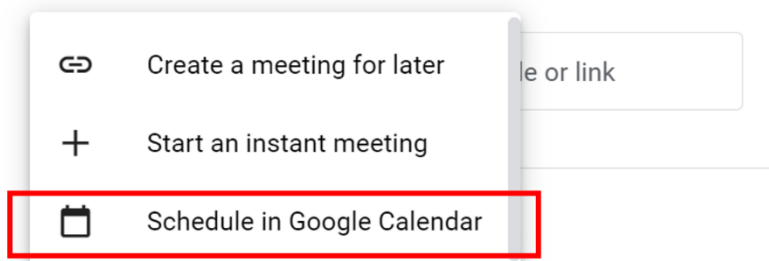 Create a meeting for later
le or link
Start an instant meeting
Schedule in Google Calendar